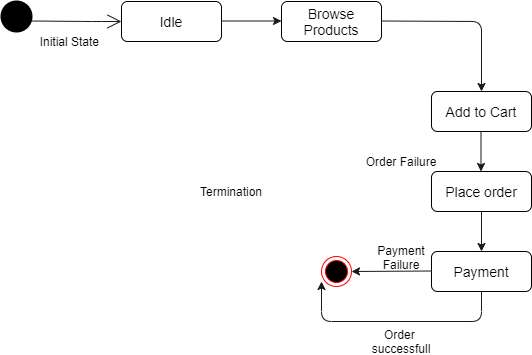 Idle
Browse
Products
Initial State
Add to Cart
Order Failure
Place order
Termination
Payment
Failure
Payment
Order
successfull